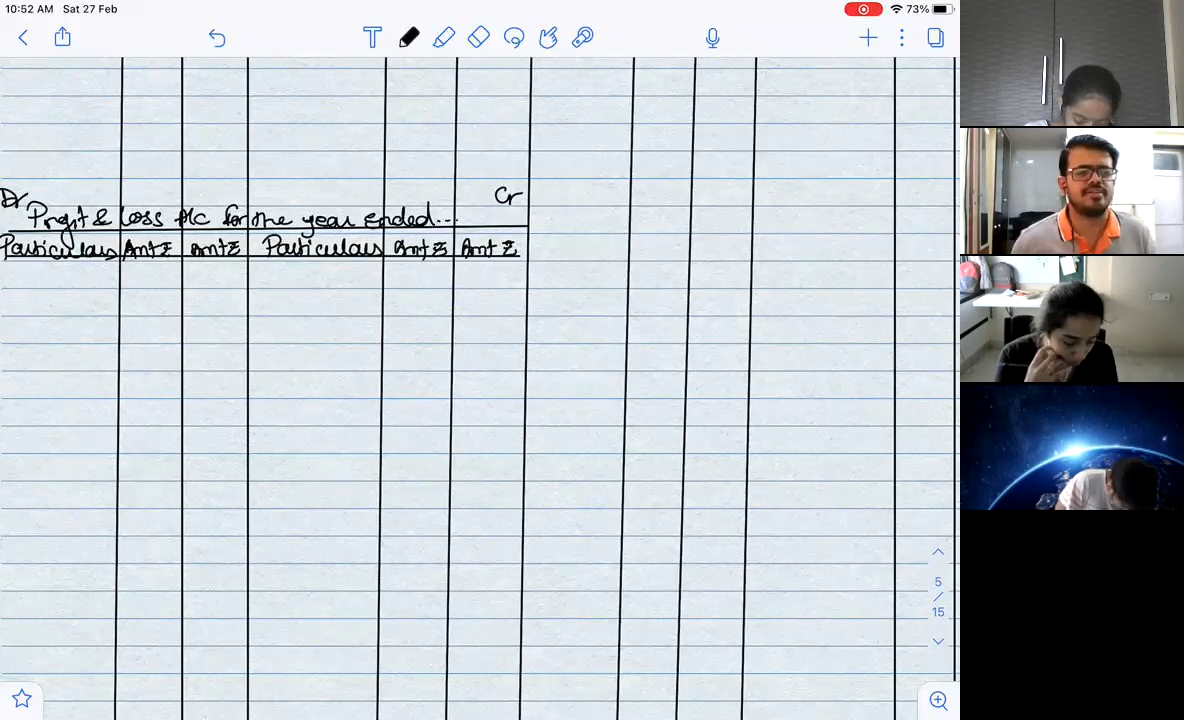 10:52 AM Sat 27 Feb
73%
T
Dr Cr
Profit & Loss A/c for the year ended...
Particulars Amt ₹ Amt ₹ Particulars Amt ₹ Amt ₹
5
/
15